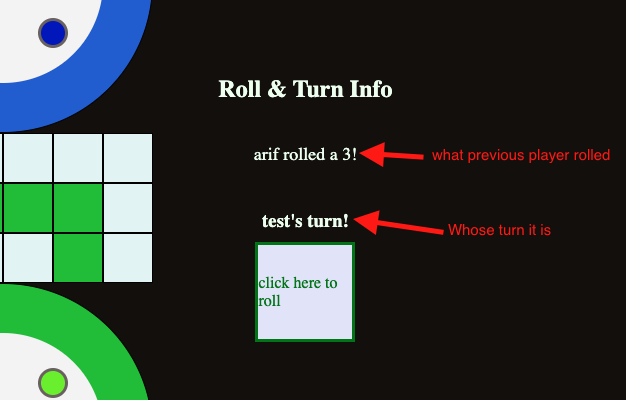 Roll & Turn Info
arif rolled a 3!
what previous player rolled
test's turn!
Whose turn it is
click here to
roll